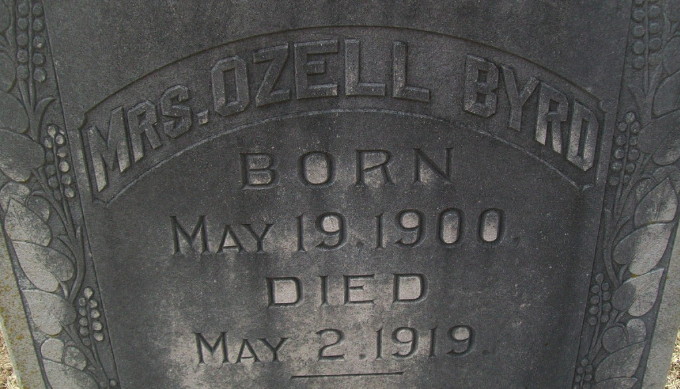 MRS. OZELL BYRD
BORN
MAY 19. 1900.
DIED
MAY 2. 1919.